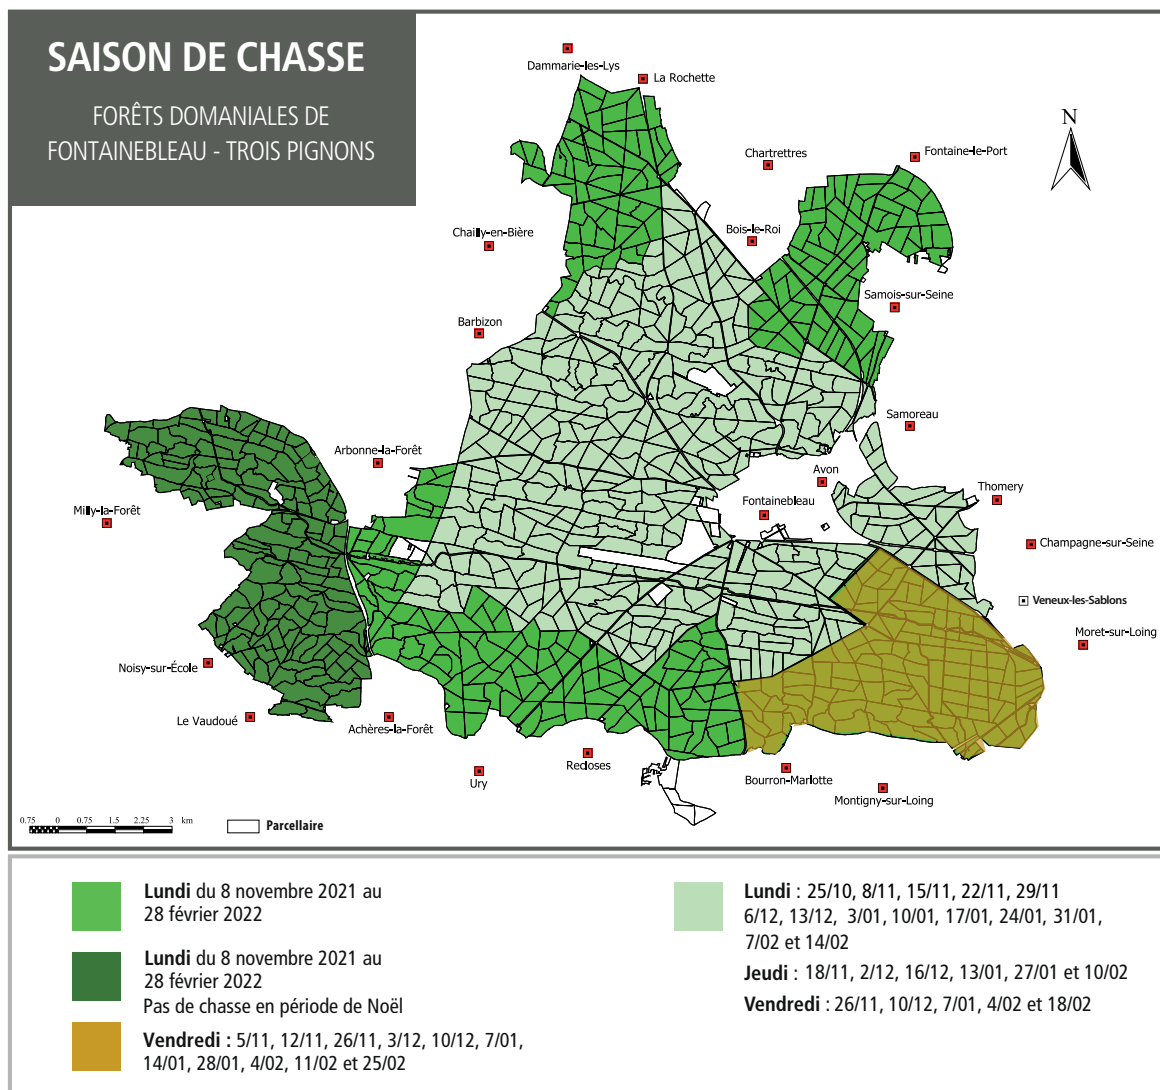 SAISON DE CHASSE
FORÊTS DOMANIALES DE
FONTAINEBLEAU - TROIS PIGNONS
Dammarie-les-Lys
La Rochette
N
Chartrettres
Fontaine-le-Port
Chailly-en-Bière
Bois-le-Roi
Samois-sur-Seine
Barbizon
Samoreau
Arbonne-la-Forêt
Avon
Thomery
Milly-la-Forêt
Fontainebleau
Champagne-sur-Seine
Veneux-les-Sablons
Moret-sur-Loing
Noisy-sur-École
Le Vaudoué
Achères-la-Forêt
Recloses
Ury
Bourron-Marlotte
Montigny-sur-Loing
0.75 0 0.75 1.5 2.25 3 km
Parcellaire
Lundi du 8 novembre 2021 au
28 février 2022
Lundi du 8 novembre 2021 au
28 février 2022
Pas de chasse en période de Noël
Vendredi : 5/11, 12/11, 26/11, 3/12, 10/12, 7/01,
14/01, 28/01, 4/02, 11/02 et 25/02
Lundi : 25/10, 8/11, 15/11, 22/11, 29/11
6/12, 13/12, 3/01, 10/01, 17/01, 24/01, 31/01,
7/02 et 14/02
Jeudi : 18/11, 2/12, 16/12, 13/01, 27/01 et 10/02
Vendredi : 26/11, 10/12, 7/01, 4/02 et 18/02